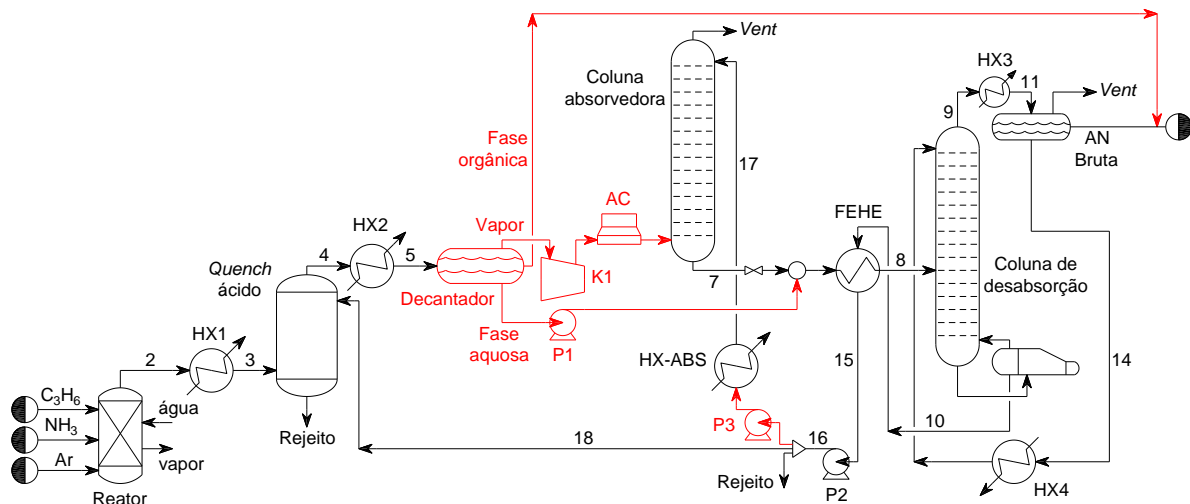 C₃H₆
NH₃
Ar
Reator
água
vapor
2
HX1
3
Quench
ácido
Rejeito
4
HX2
5
Decantador
Fase
orgânica
Vapor
Fase
aquosa
P1
K1
AC
Coluna
absorvedora
Vent
7
17
HX-ABS
P3
18
16
Rejeito
P2
15
FEHE
8
10
9
HX3
11
Vent
AN
Bruta
Coluna de
desabsorção
14
HX4